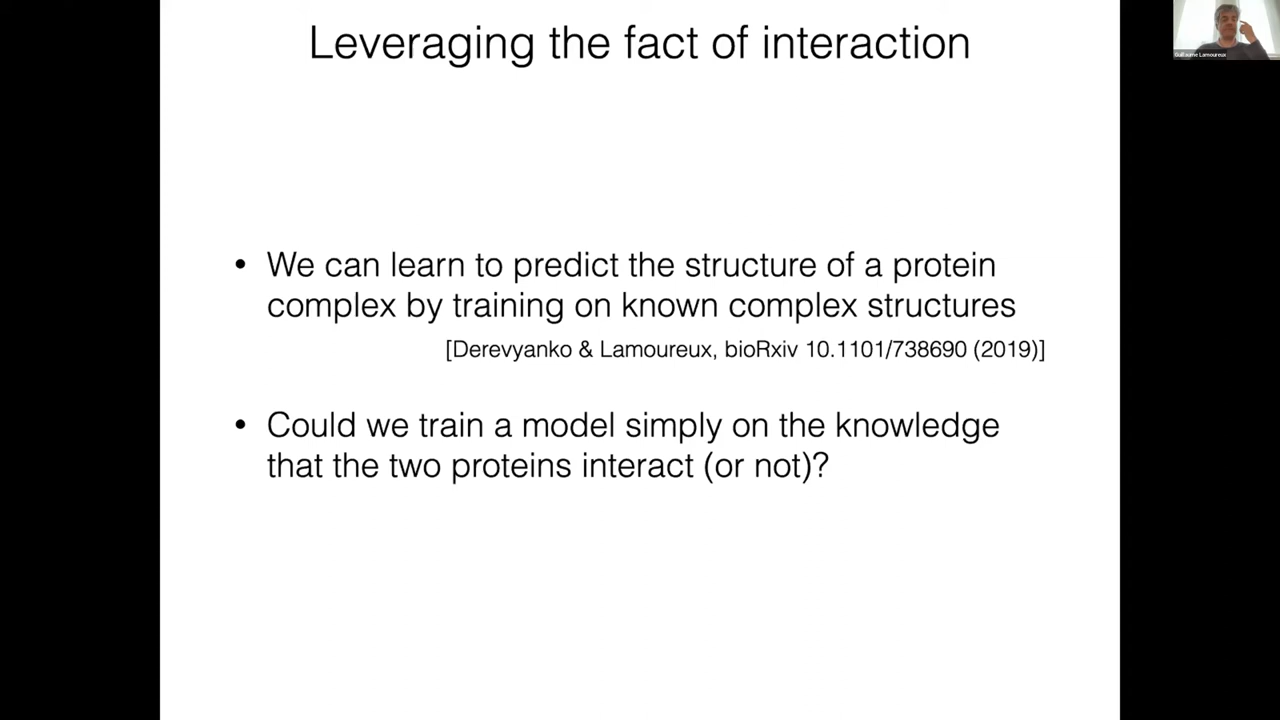 Leveraging the fact of interaction
Guillaume Lamoureux
• We can learn to predict the structure of a protein
complex by training on known complex structures
[Derevyanko & Lamoureux, bioRxiv 10.1101/738690 (2019)]
• Could we train a model simply on the knowledge
that the two proteins interact (or not)?